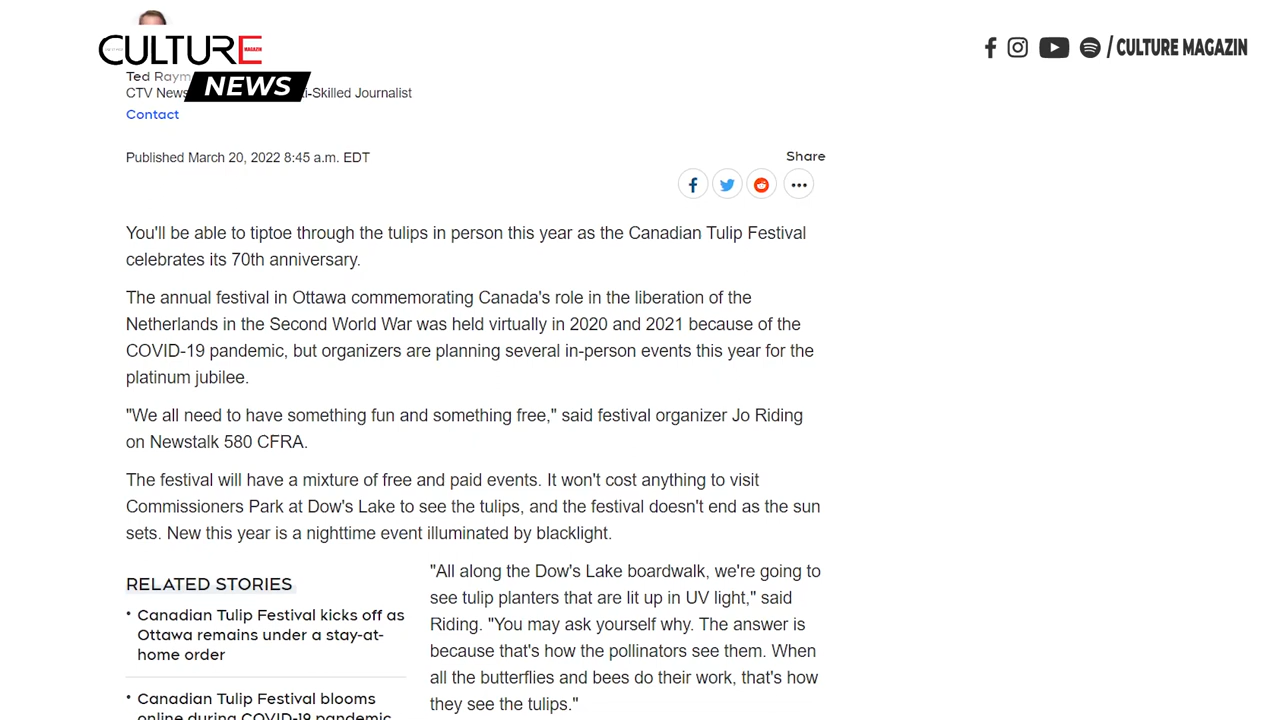 CULTURE
MAGAZIN
NEWS
/ CULTURE MAGAZIN
Ted Raym
CTV News i-Skilled Journalist
Contact
Published March 20, 2022 8:45 a.m. EDT
Share
You'll be able to tiptoe through the tulips in person this year as the Canadian Tulip Festival
celebrates its 70th anniversary.
The annual festival in Ottawa commemorating Canada's role in the liberation of the
Netherlands in the Second World War was held virtually in 2020 and 2021 because of the
COVID-19 pandemic, but organizers are planning several in-person events this year for the
platinum jubilee.
"We all need to have something fun and something free," said festival organizer Jo Riding
on Newstalk 580 CFRA.
The festival will have a mixture of free and paid events. It won't cost anything to visit
Commissioners Park at Dow's Lake to see the tulips, and the festival doesn't end as the sun
sets. New this year is a nighttime event illuminated by blacklight.
RELATED STORIES
• Canadian Tulip Festival kicks off as
Ottawa remains under a stay-at-
home order
• Canadian Tulip Festival blooms
online during COVID-19 pandemic
"All along the Dow's Lake boardwalk, we're going to
see tulip planters that are lit up in UV light," said
Riding. "You may ask yourself why. The answer is
because that's how the pollinators see them. When
all the butterflies and bees do their work, that's how
they see the tulips."